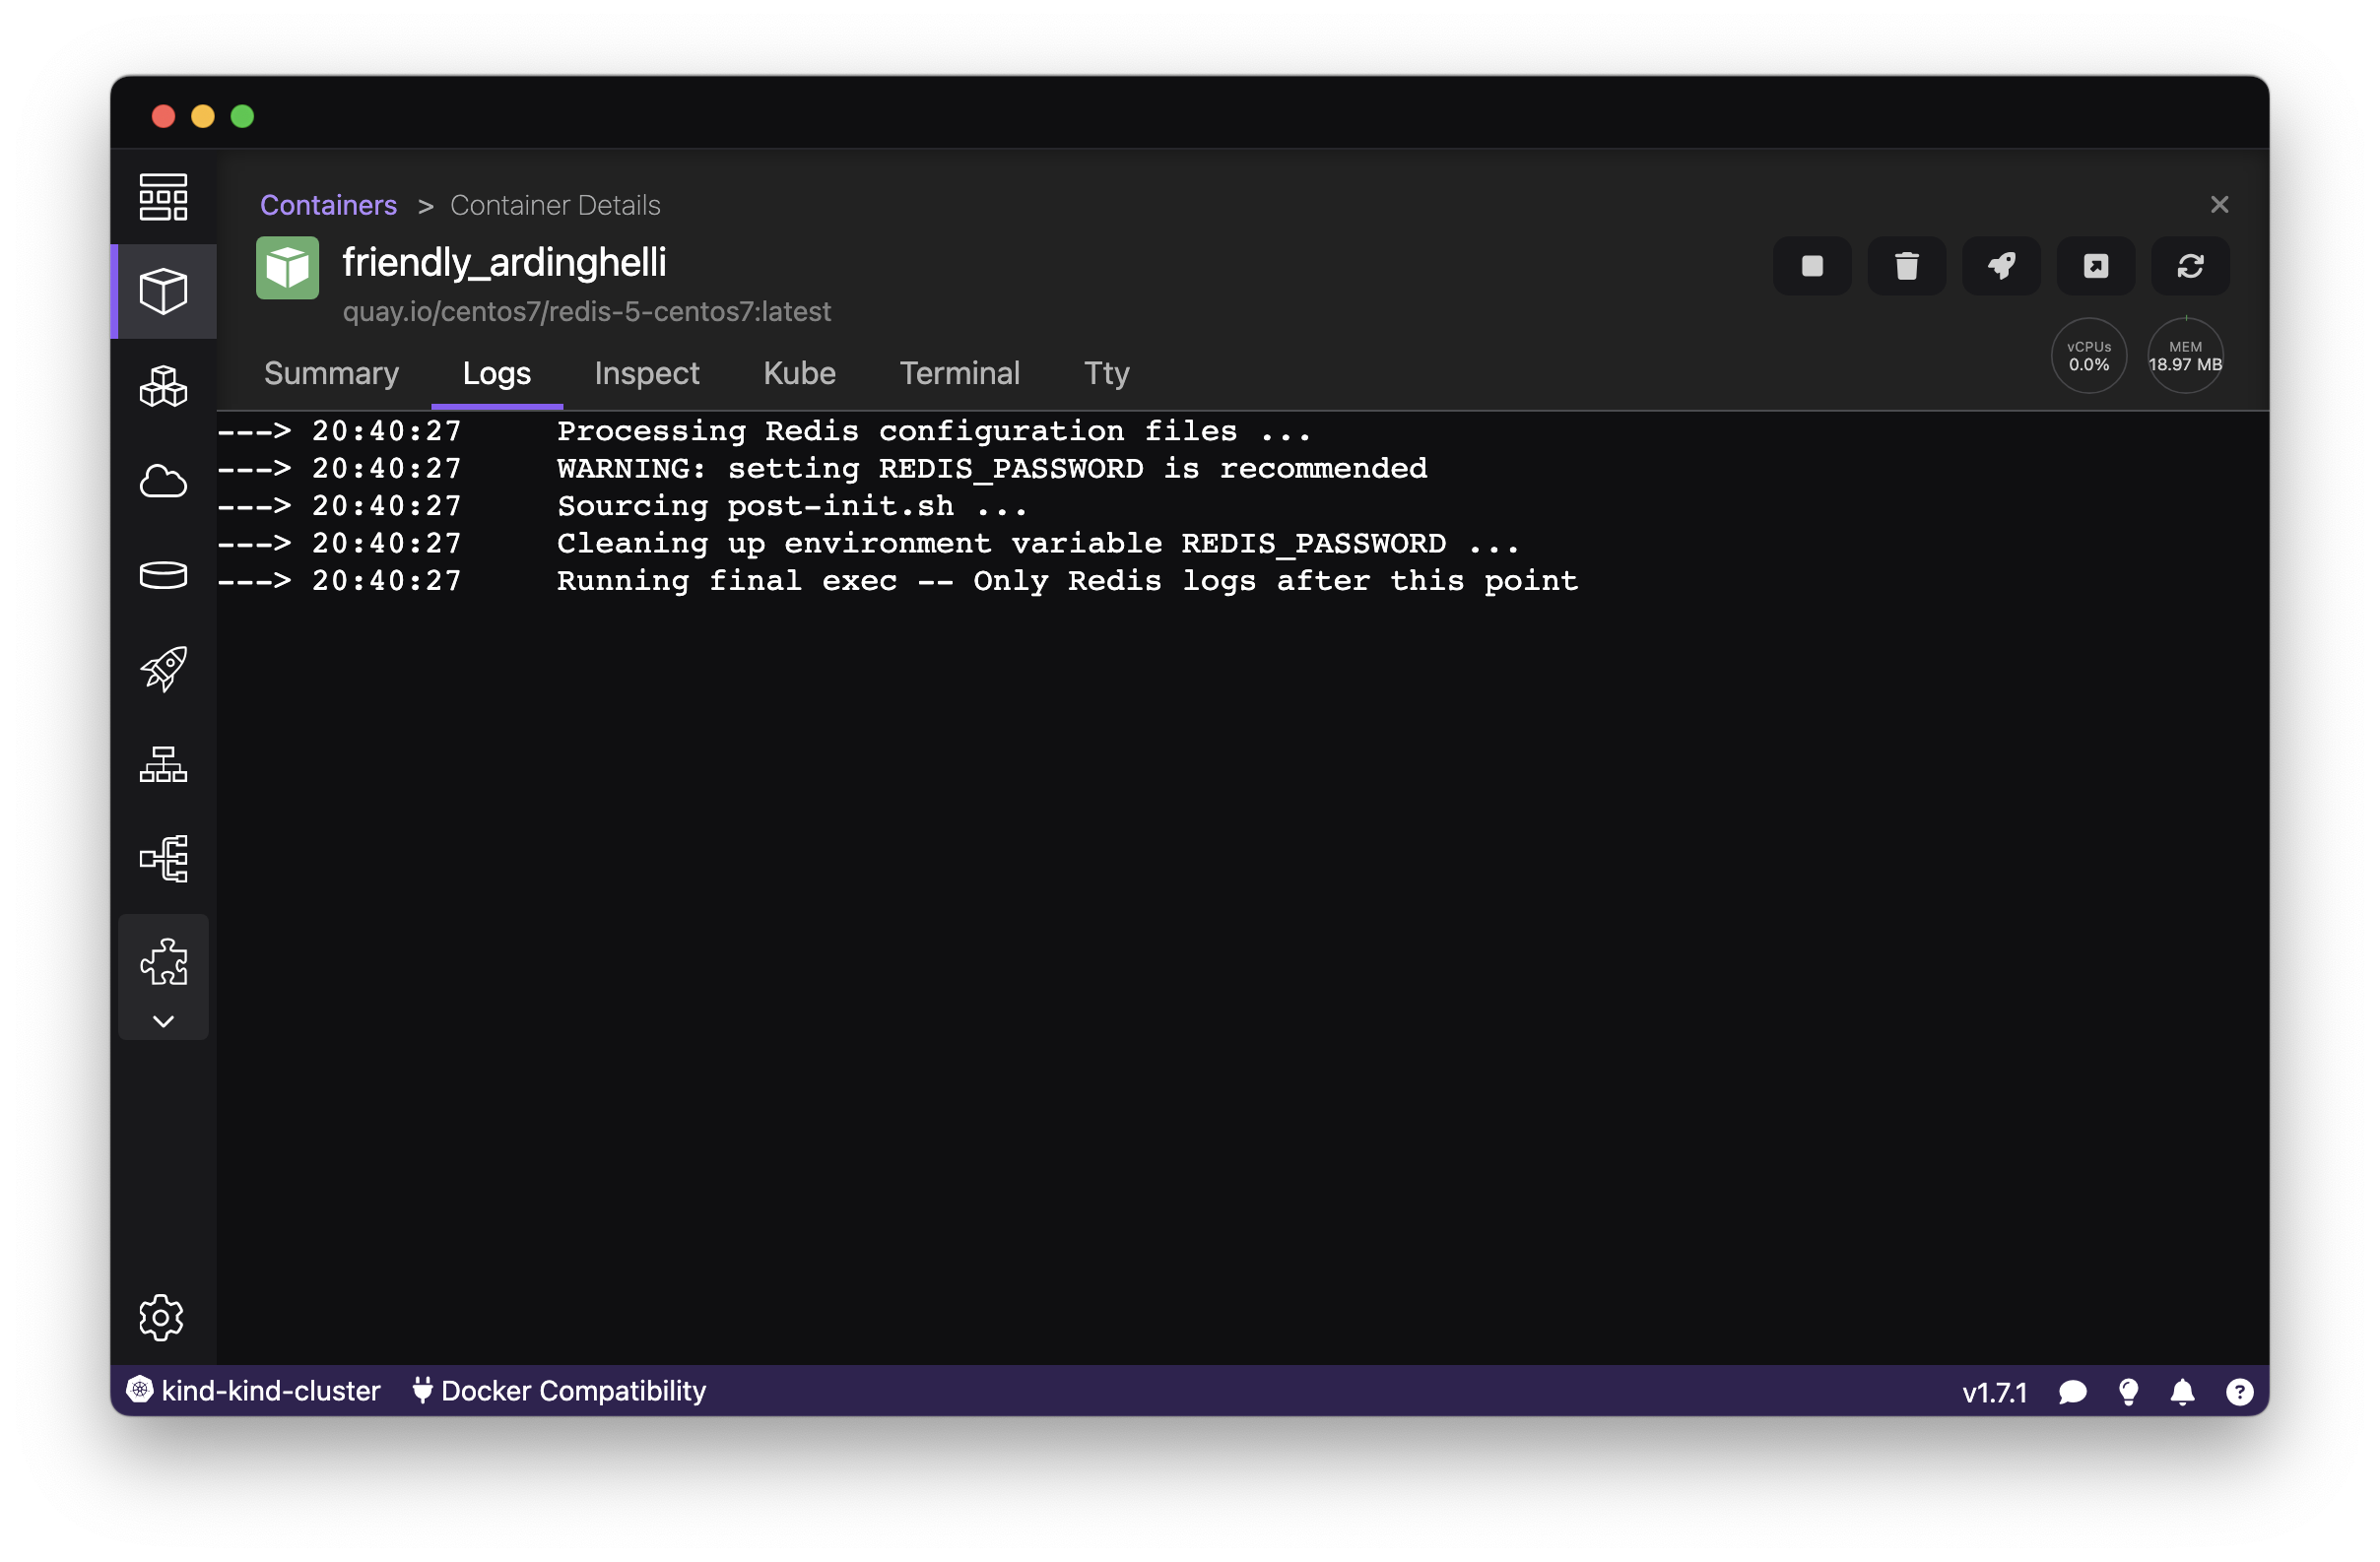 Containers > Container Details
friendly_ardinghelli
quay.io/centos7/redis-5-centos7:latest
Summary Logs Inspect Kube Terminal Tty
vCPUs
0.0%
MEM
18.97 MB
---> 20:40:27     Processing Redis configuration files ...
---> 20:40:27     WARNING: setting REDIS_PASSWORD is recommended
---> 20:40:27     Sourcing post-init.sh ...
---> 20:40:27     Cleaning up environment variable REDIS_PASSWORD ...
---> 20:40:27     Running final exec -- Only Redis logs after this point
kind-kind-cluster Docker Compatibility v1.7.1